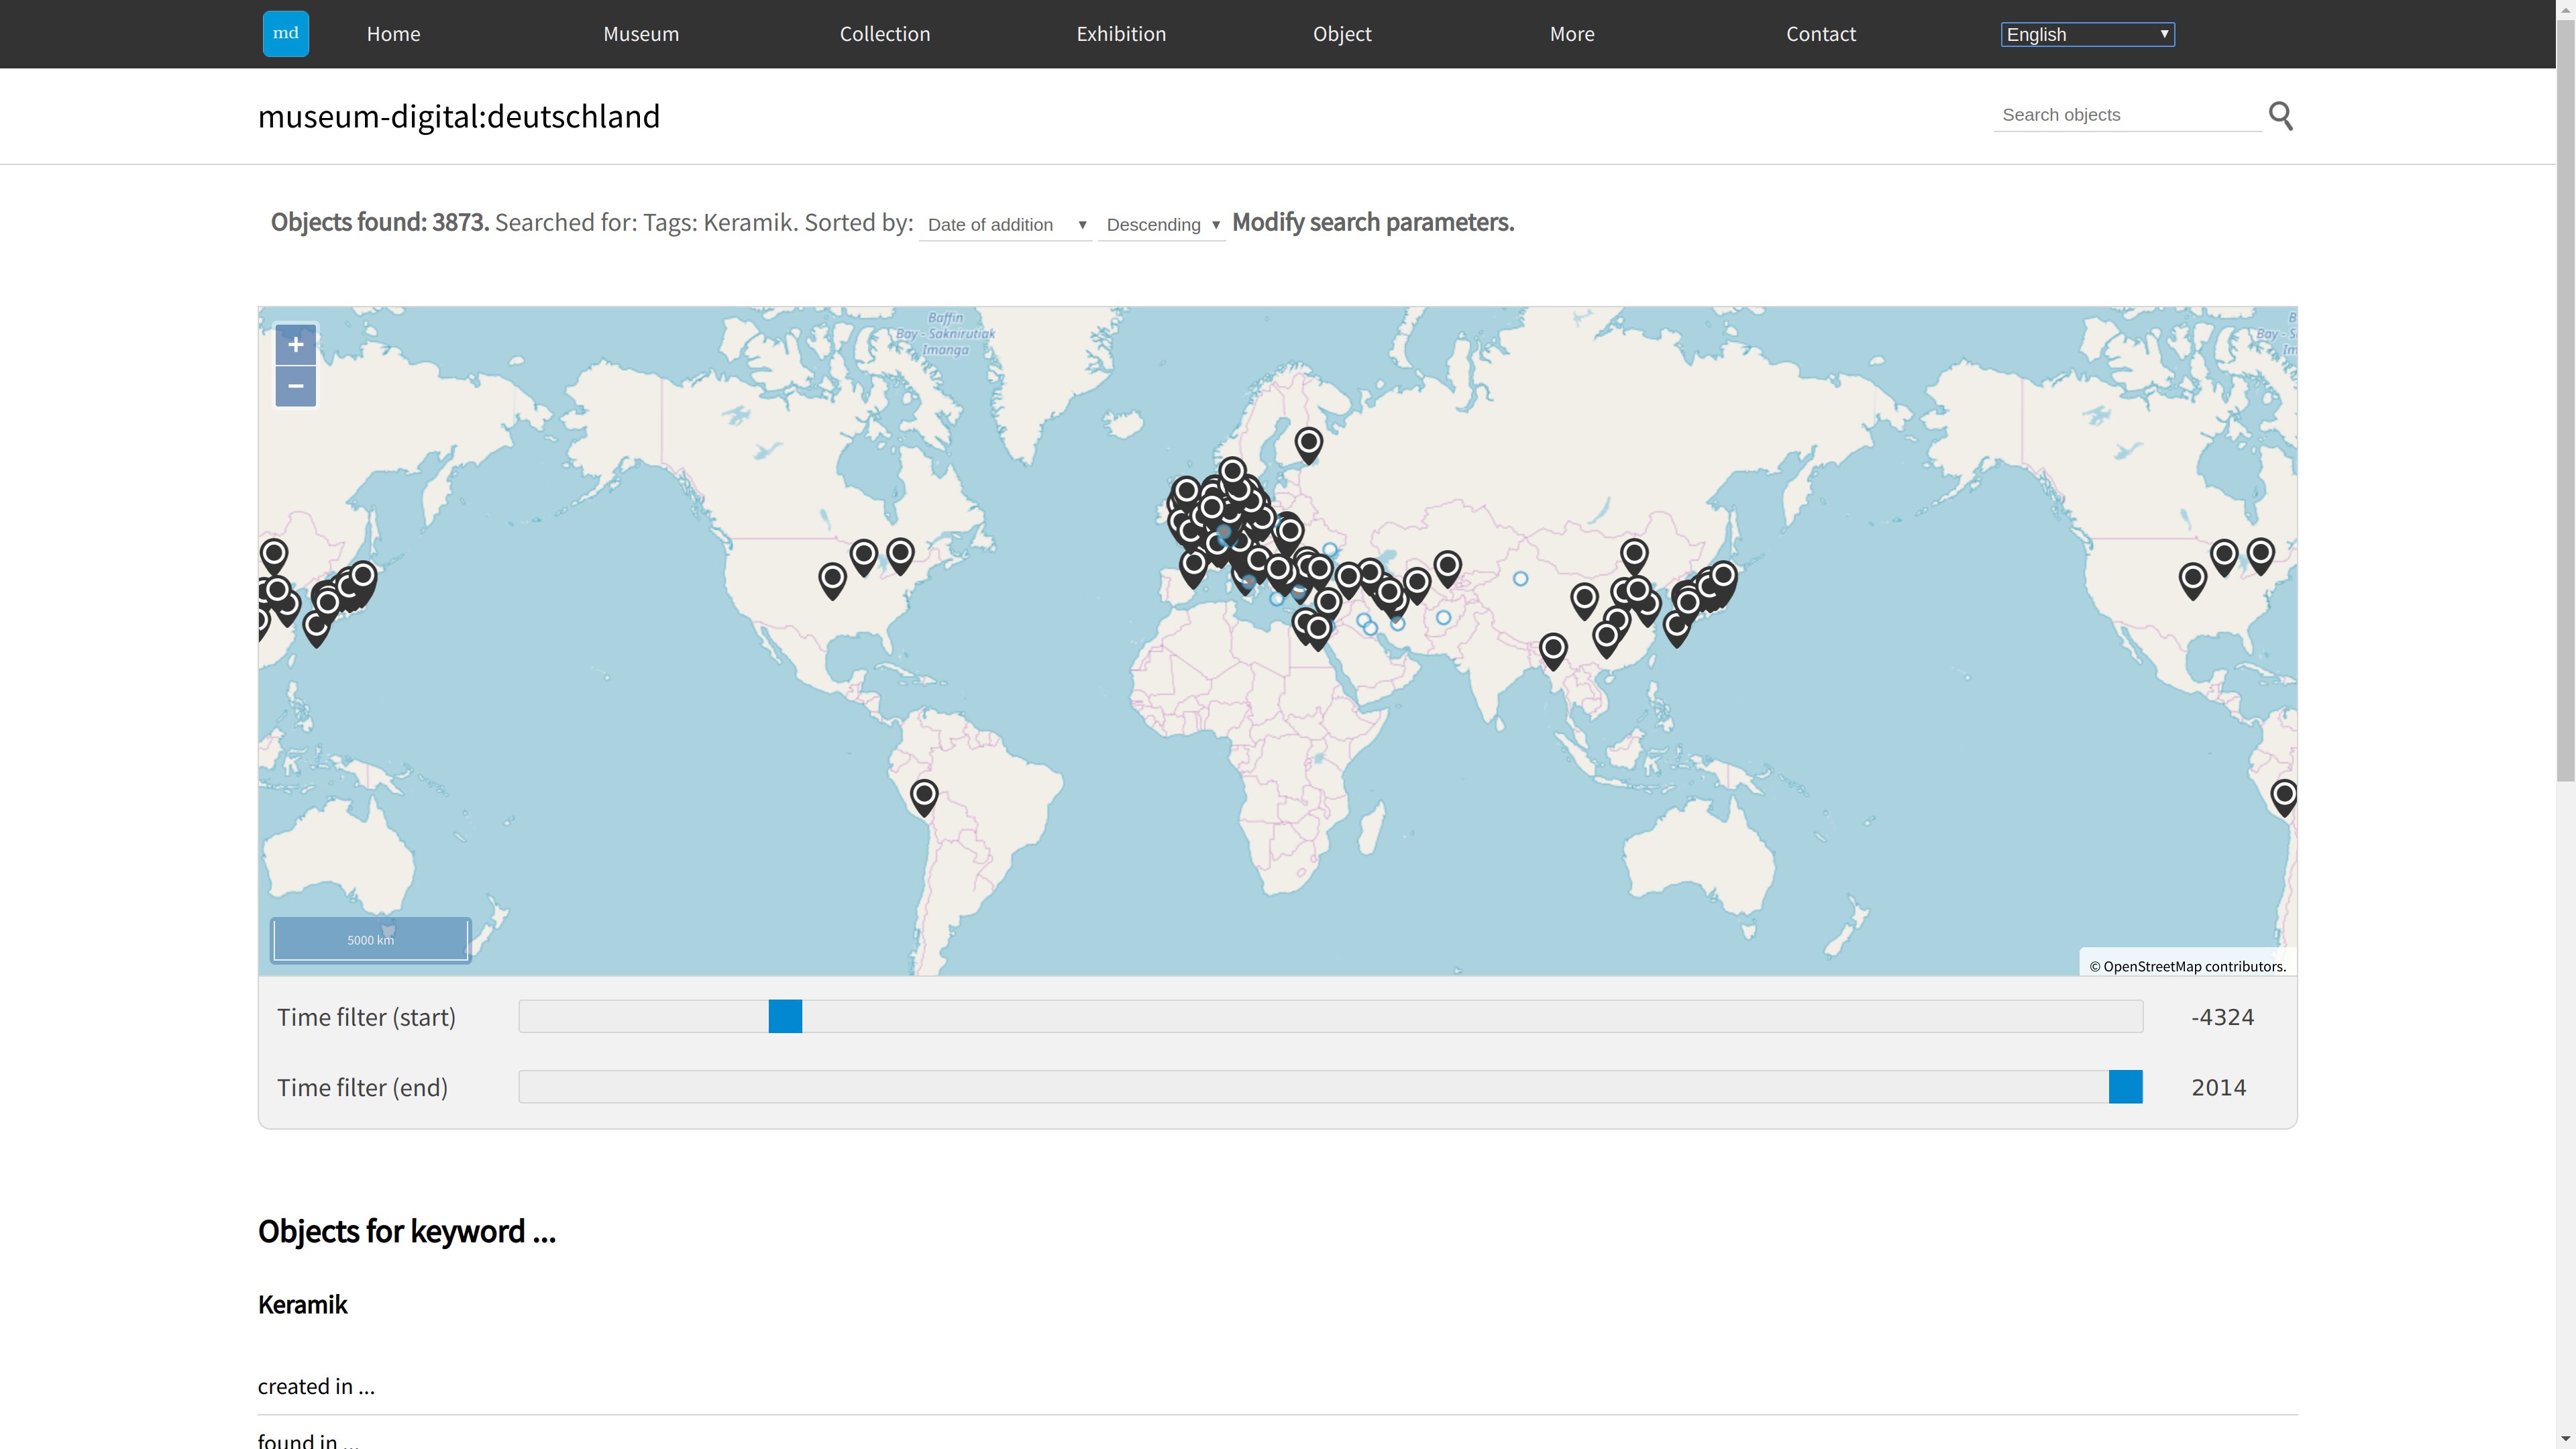 md Home Museum Collection Exhibition Object More Contact English
museum-digital:deutschland
Search objects
Objects found: 3873. Searched for: Tags: Keramik. Sorted by: Date of addition Descending Modify search parameters.
Baffin
Bay - Saknirutiak
Imanga
B
Bay - S
Im
+
−
5000 km
© OpenStreetMap contributors.
Time filter (start) -4324
Time filter (end) 2014
Objects for keyword ...
Keramik
created in ...
found in ...